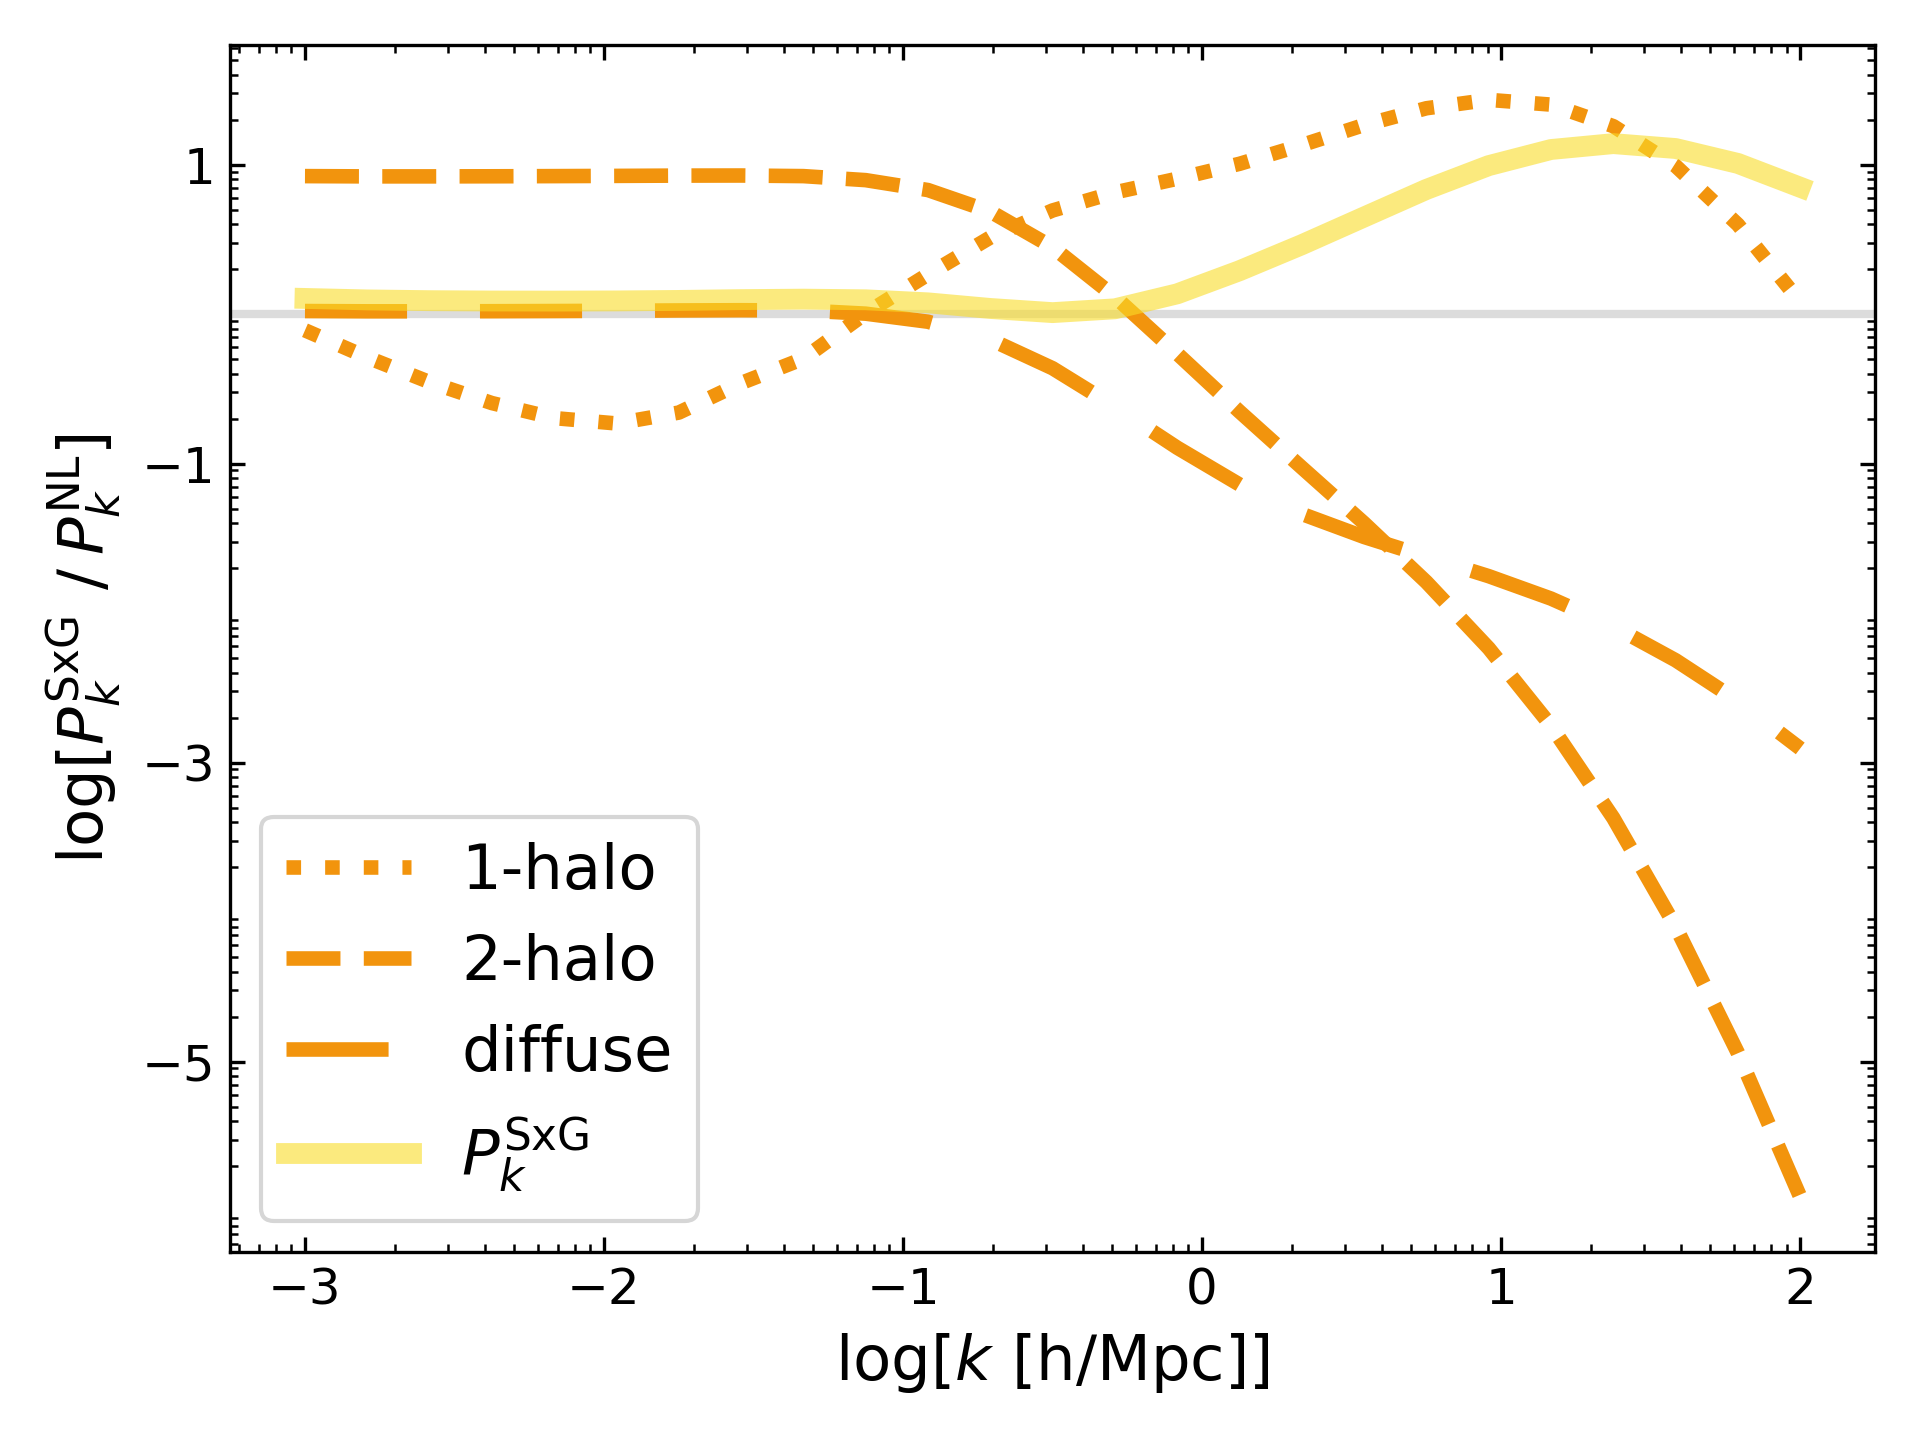 log[P_k^SxG / P_k^NL]
1
−1
−3
−5
1-halo
2-halo
diffuse
P_k^SxG
−3 −2 −1 0 1 2
log[k [h/Mpc]]